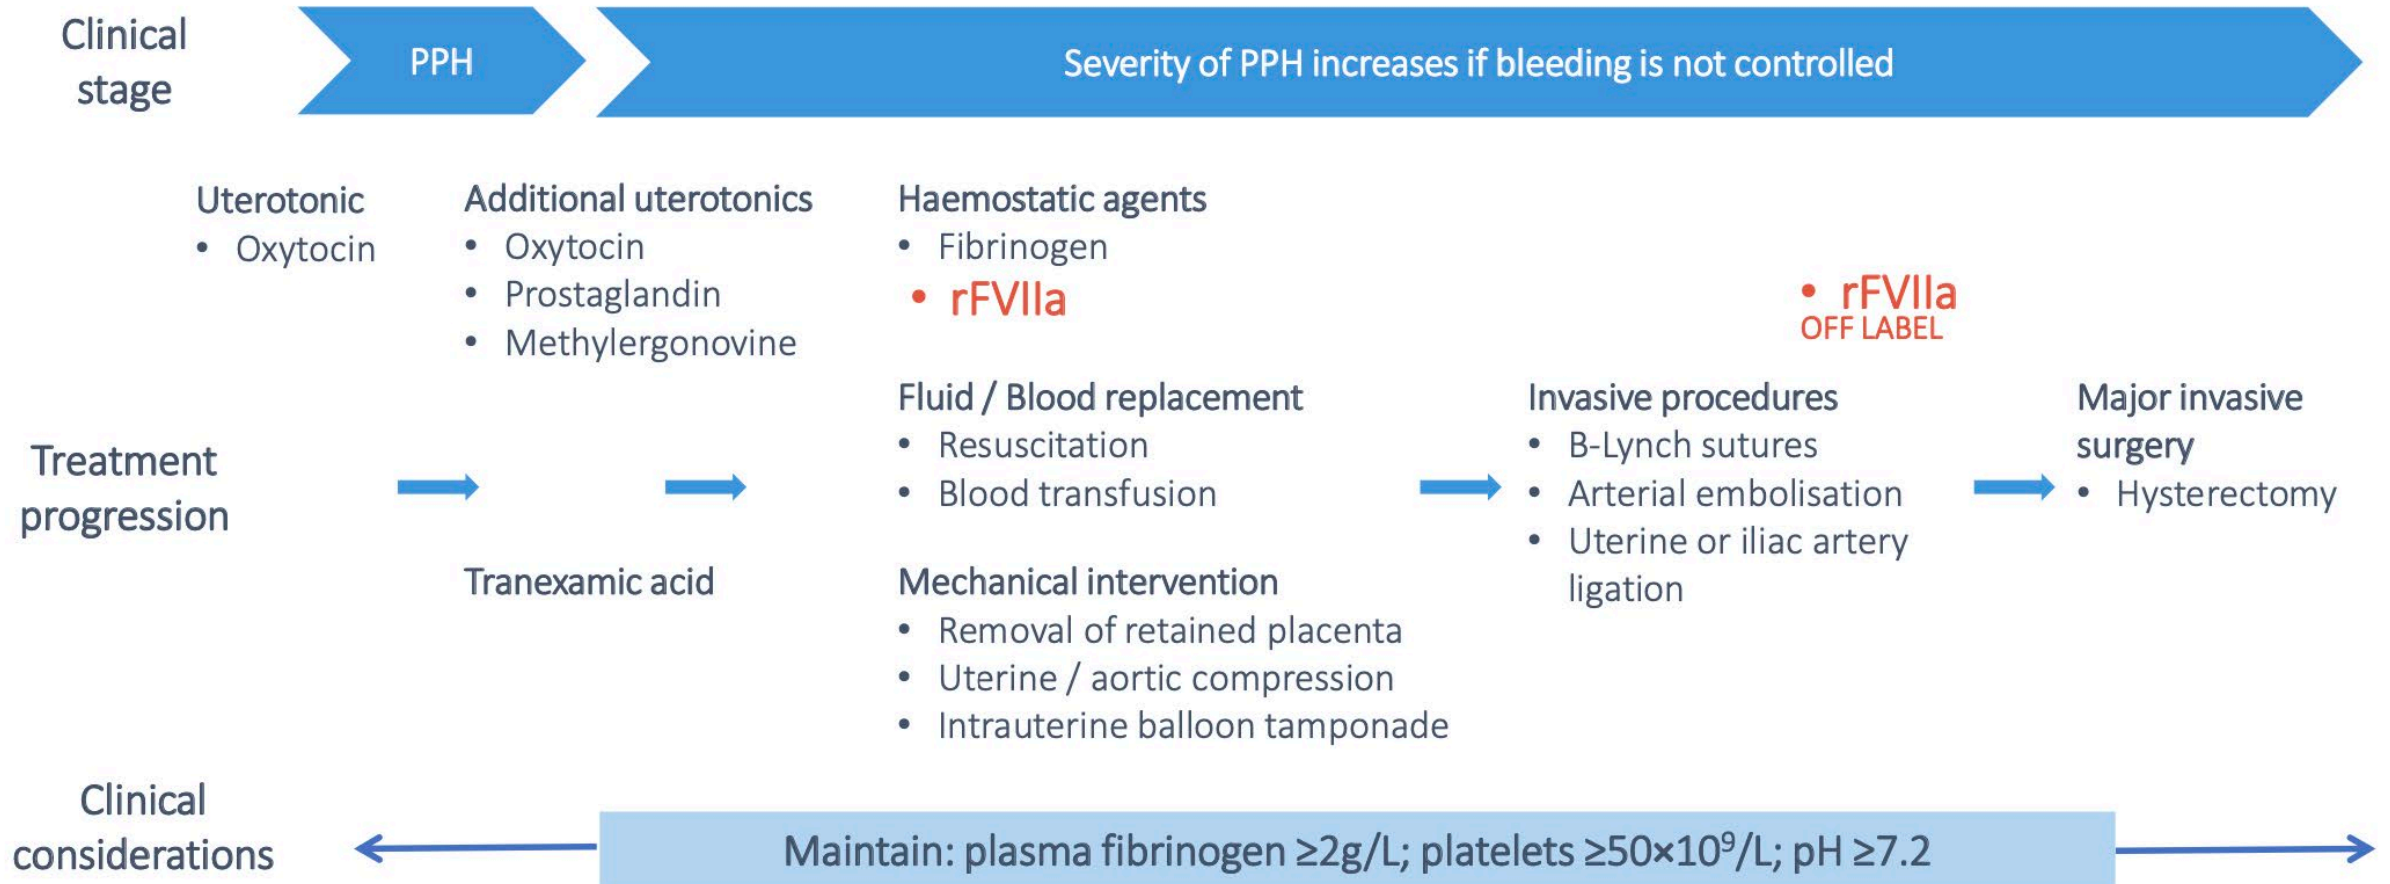 Clinical
stage
PPH
Severity of PPH increases if bleeding is not controlled
Uterotonic
• Oxytocin
Additional uterotonics
• Oxytocin
• Prostaglandin
• Methylergonovine
Haemostatic agents
• Fibrinogen
• rFVIIa
• rFVIIa
OFF LABEL
Treatment
progression
Tranexamic acid
Fluid / Blood replacement
• Resuscitation
• Blood transfusion
Mechanical intervention
• Removal of retained placenta
• Uterine / aortic compression
• Intrauterine balloon tamponade
Invasive procedures
• B-Lynch sutures
• Arterial embolisation
• Uterine or iliac artery
ligation
Major invasive
surgery
• Hysterectomy
Clinical
considerations
Maintain: plasma fibrinogen ≥2g/L; platelets ≥50×10⁹/L; pH ≥7.2